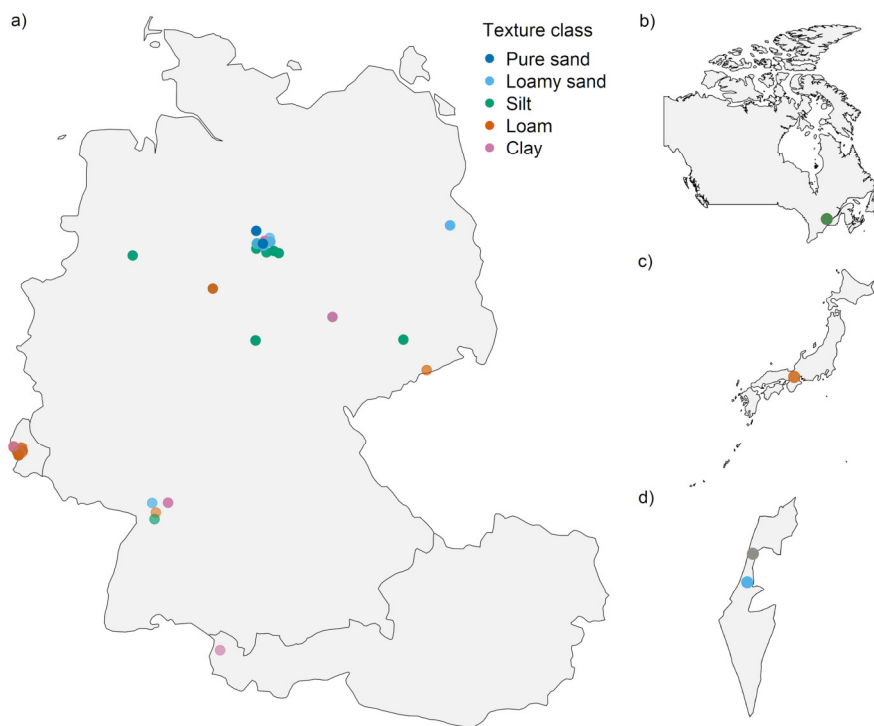 a)
Texture class
Pure sand
Loamy sand
Silt
Loam
Clay
b)
c)
d)